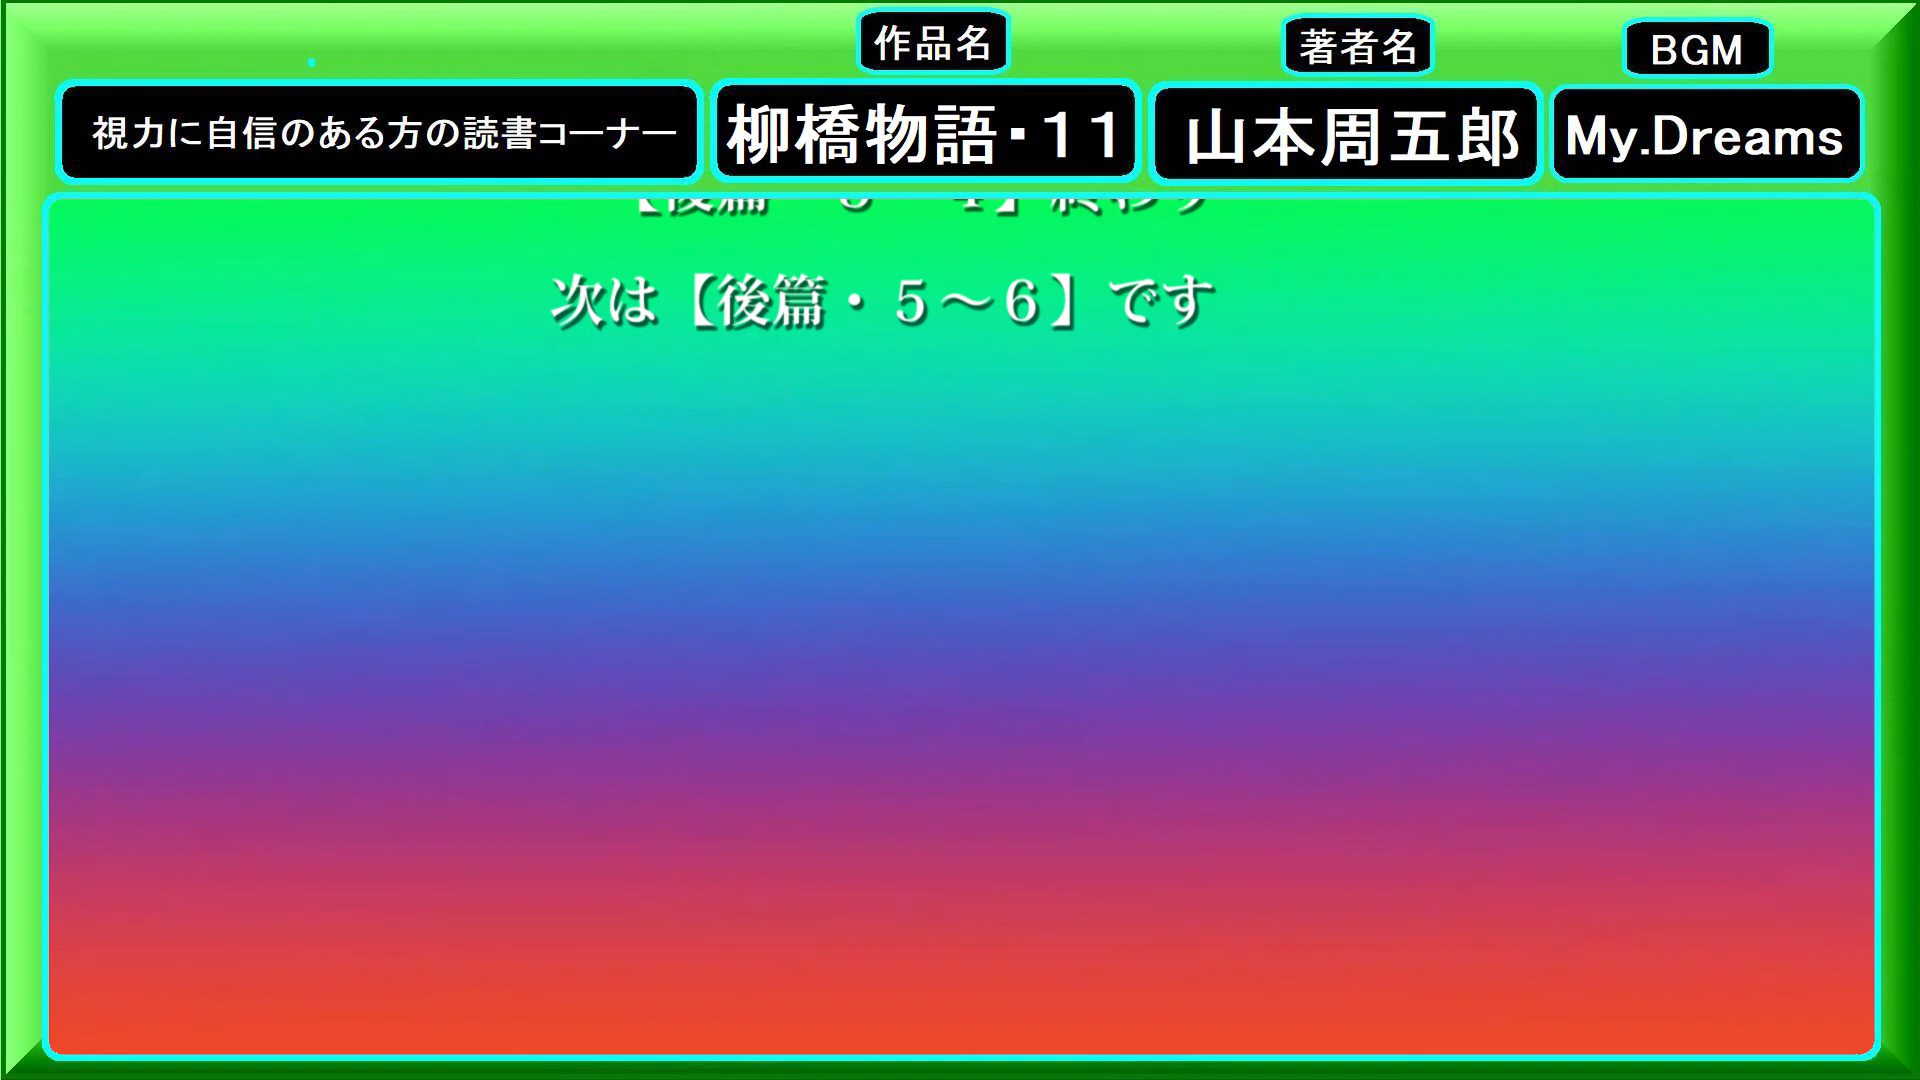 作品名
著者名
BGM
視力に自信のある方の読書コーナー
柳橋物語・11
山本周五郎
My.Dreams
次は【後篇・５～６】です